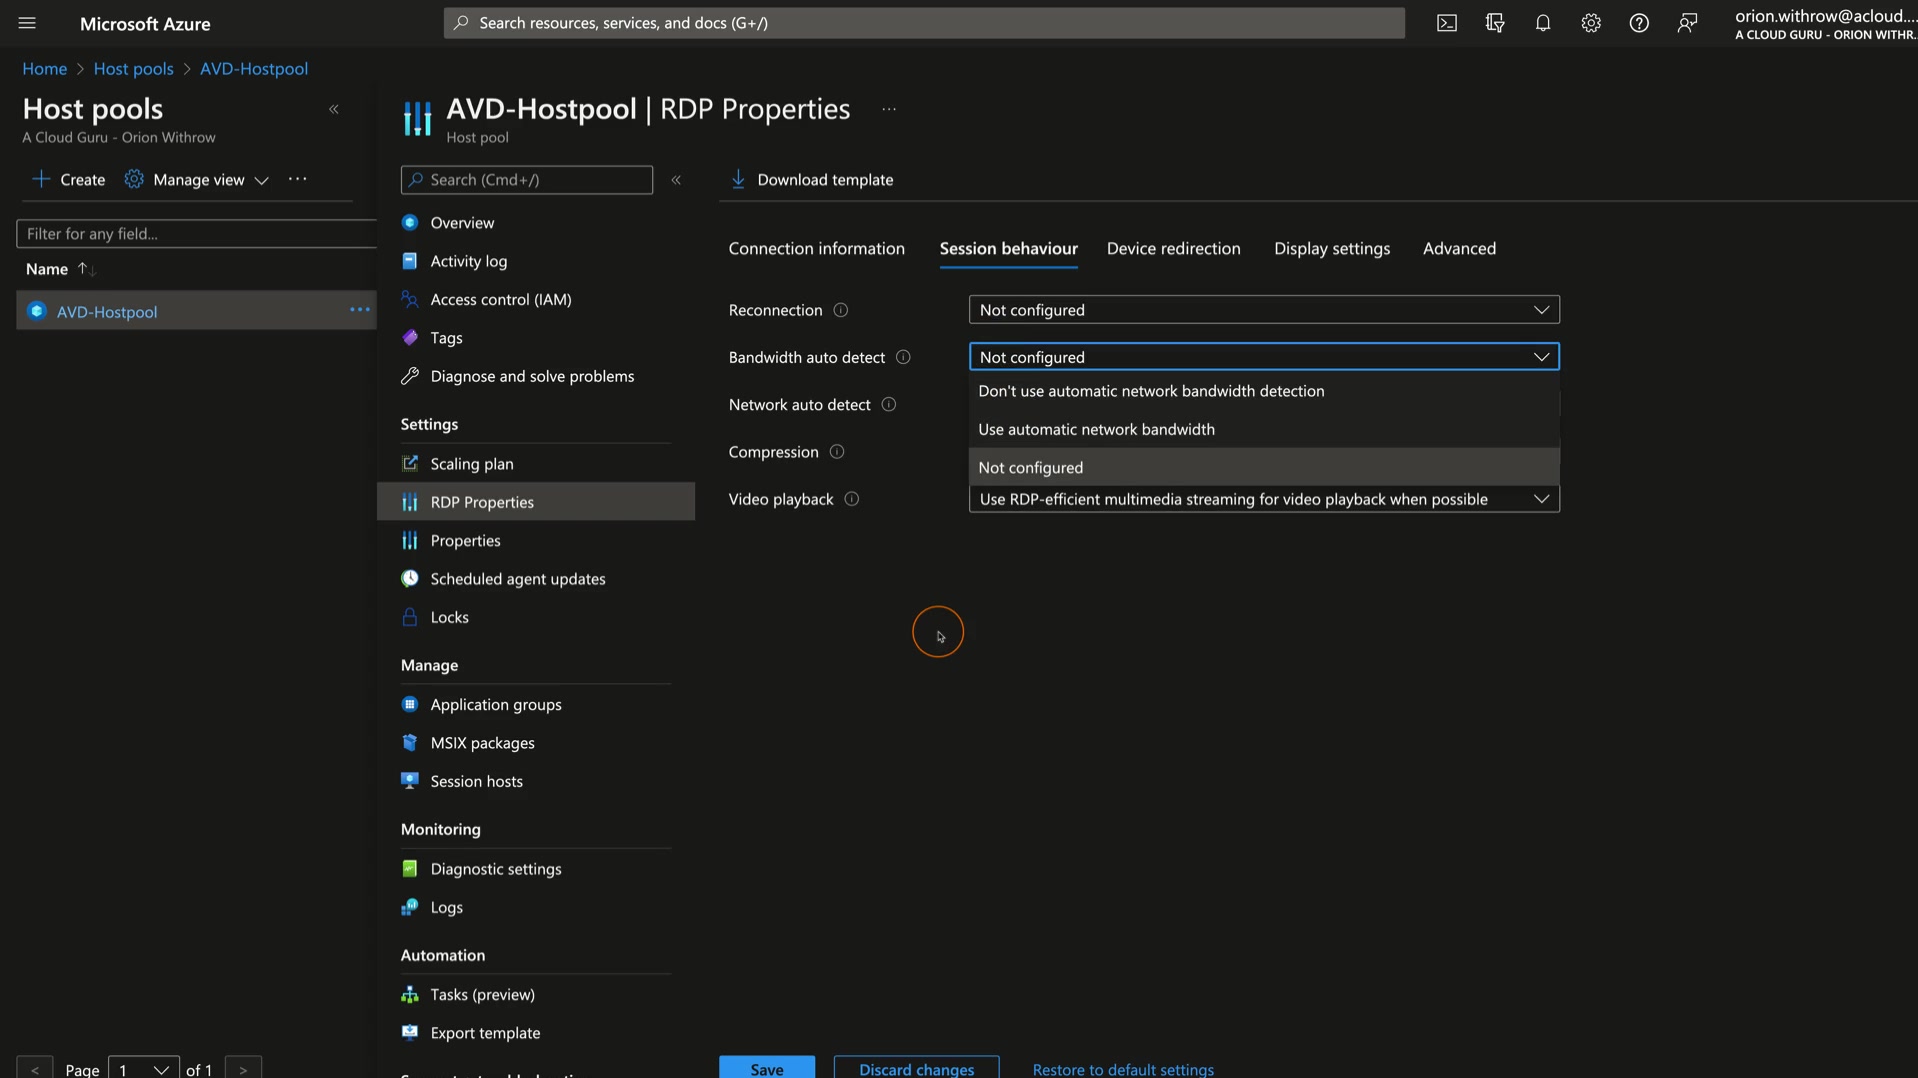 Microsoft Azure
Search resources, services, and docs (G+/)
orion.withrow@acloud....
A CLOUD GURU - ORION WITHR...
Home > Host pools > AVD-Hostpool
Host pools
A Cloud Guru - Orion Withrow
Create
Manage view
Filter for any field...
Name
AVD-Hostpool
Page 1 of 1
AVD-Hostpool | RDP Properties
Host pool
Search (Cmd+/)
Overview
Activity log
Access control (IAM)
Tags
Diagnose and solve problems
Settings
Scaling plan
RDP Properties
Properties
Scheduled agent updates
Locks
Manage
Application groups
MSIX packages
Session hosts
Monitoring
Diagnostic settings
Logs
Automation
Tasks (preview)
Export template
Download template
Connection information
Session behaviour
Device redirection
Display settings
Advanced
Reconnection
Not configured
Bandwidth auto detect
Not configured
Don't use automatic network bandwidth detection
Use automatic network bandwidth
Not configured
Network auto detect
Compression
Video playback
Use RDP-efficient multimedia streaming for video playback when possible
Save
Discard changes
Restore to default settings